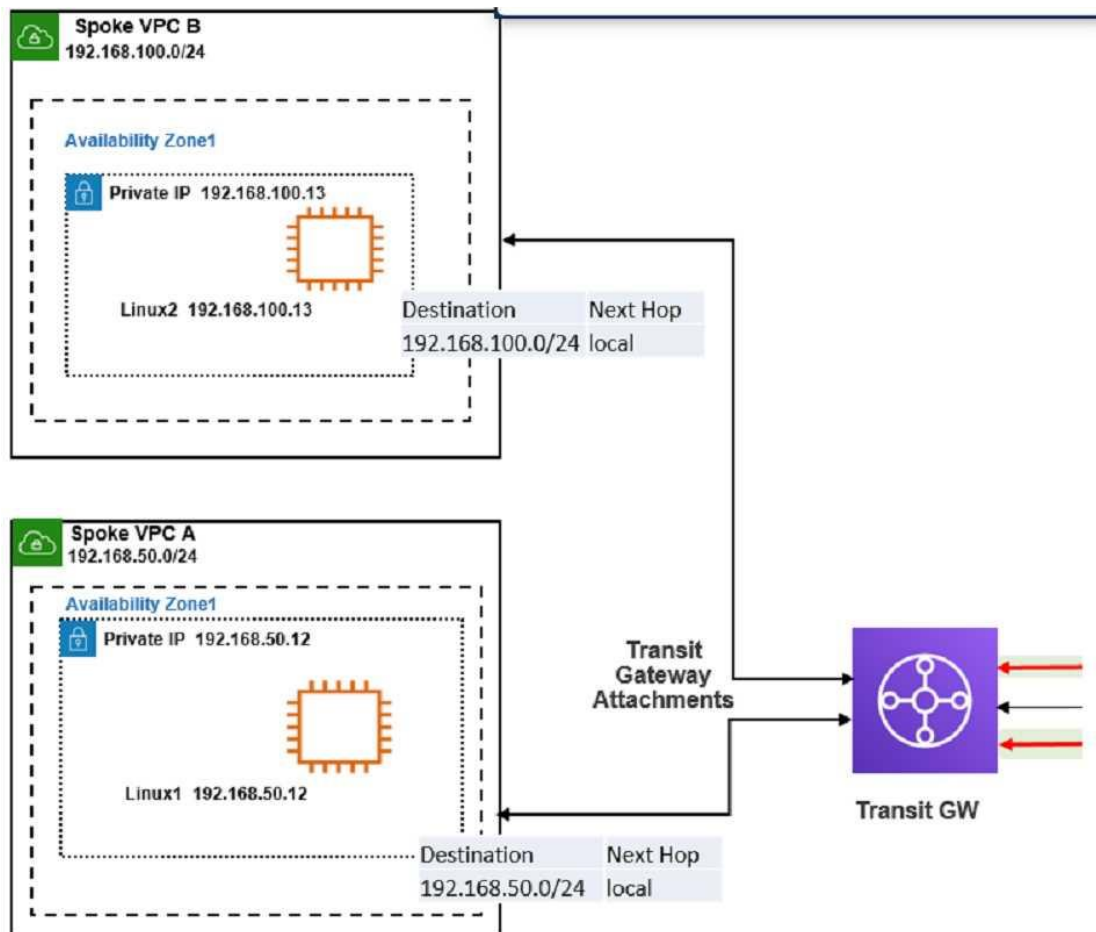 Spoke VPC B
192.168.100.0/24
Availability Zone1
Private IP 192.168.100.13
Linux2 192.168.100.13
Destination Next Hop
192.168.100.0/24 local
Spoke VPC A
192.168.50.0/24
Availability Zone1
Private IP 192.168.50.12
Linux1 192.168.50.12
Destination Next Hop
192.168.50.0/24 local
Transit
Gateway
Attachments
Transit GW